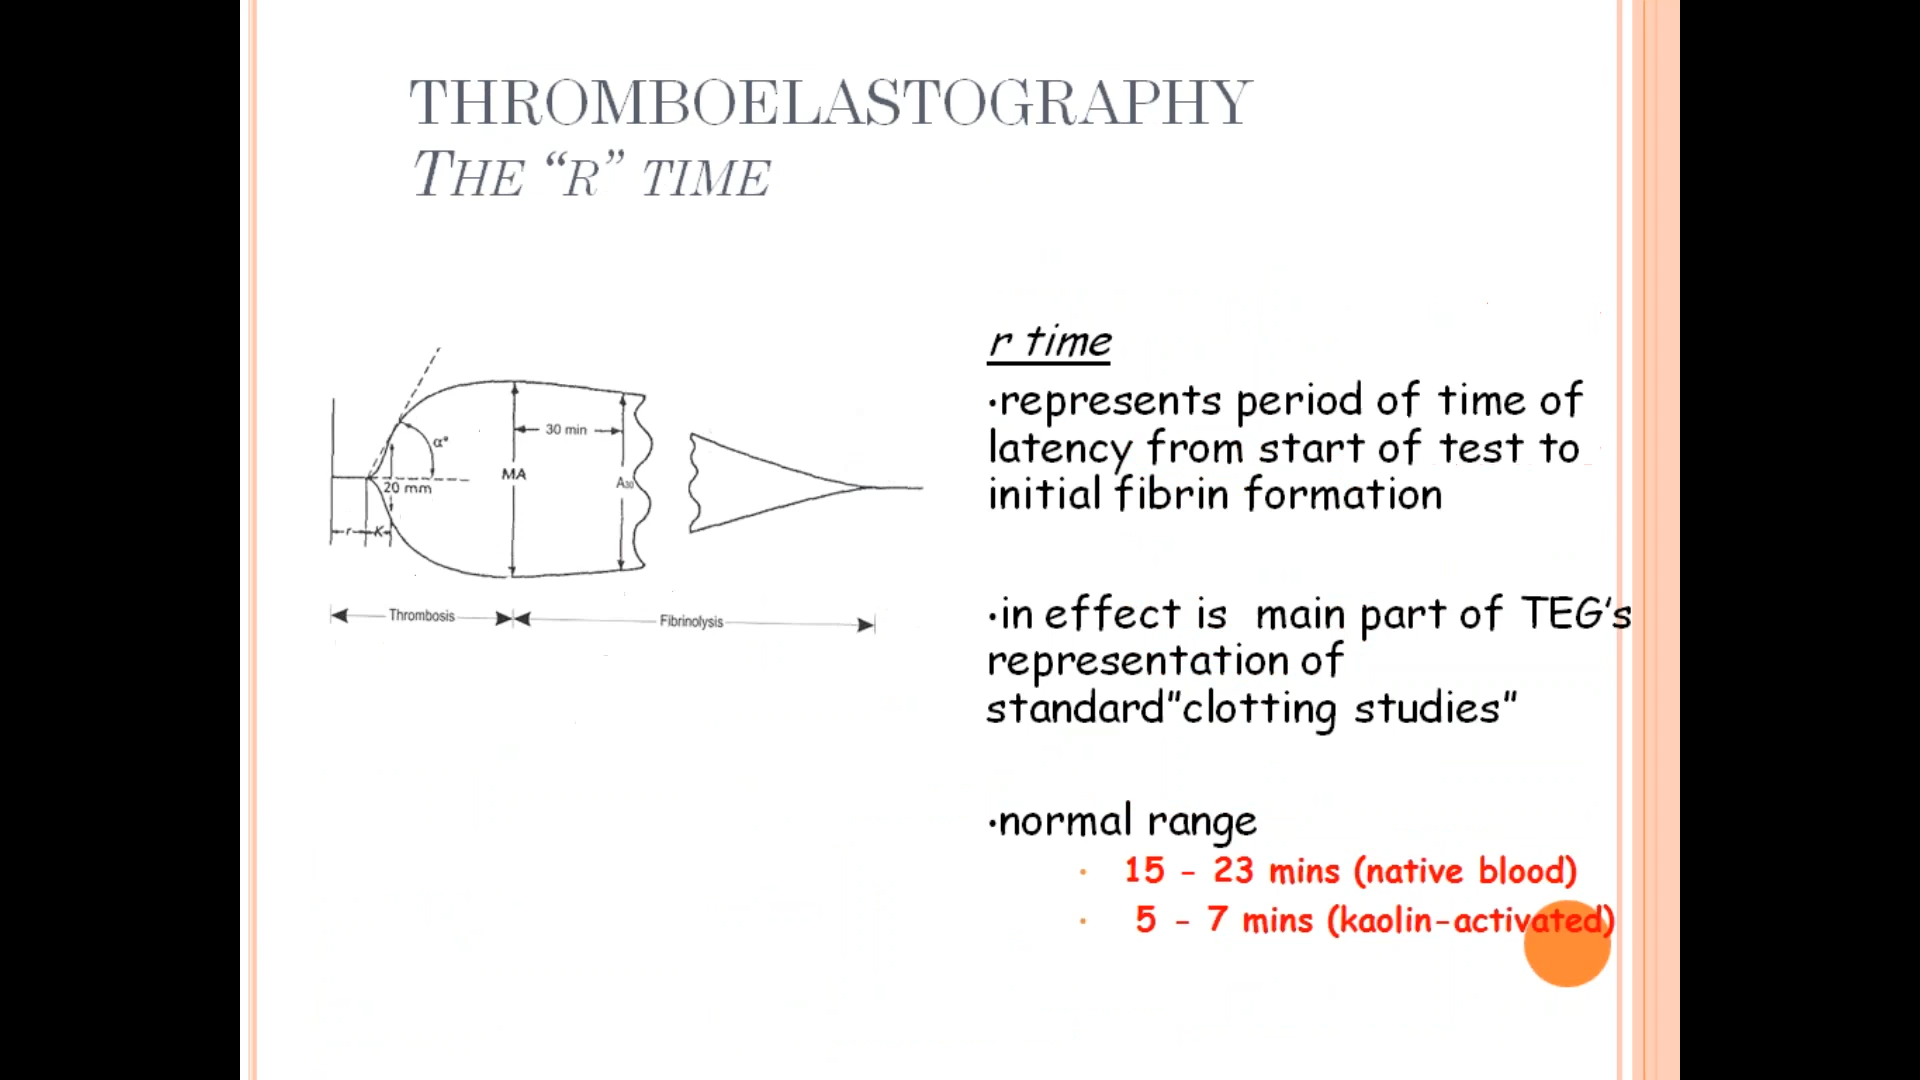 THROMBOELASTOGRAPHY
THE “R” TIME
r time
•represents period of time of
latency from start of test to
initial fibrin formation
•in effect is main part of TEG’s
representation of
standard"clotting studies"
•normal range
• 15 - 23 mins (native blood)
• 5 - 7 mins (kaolin-activated)
α°
30 min
MA
A30
20 mm
r
K
Thrombosis
Fibrinolysis